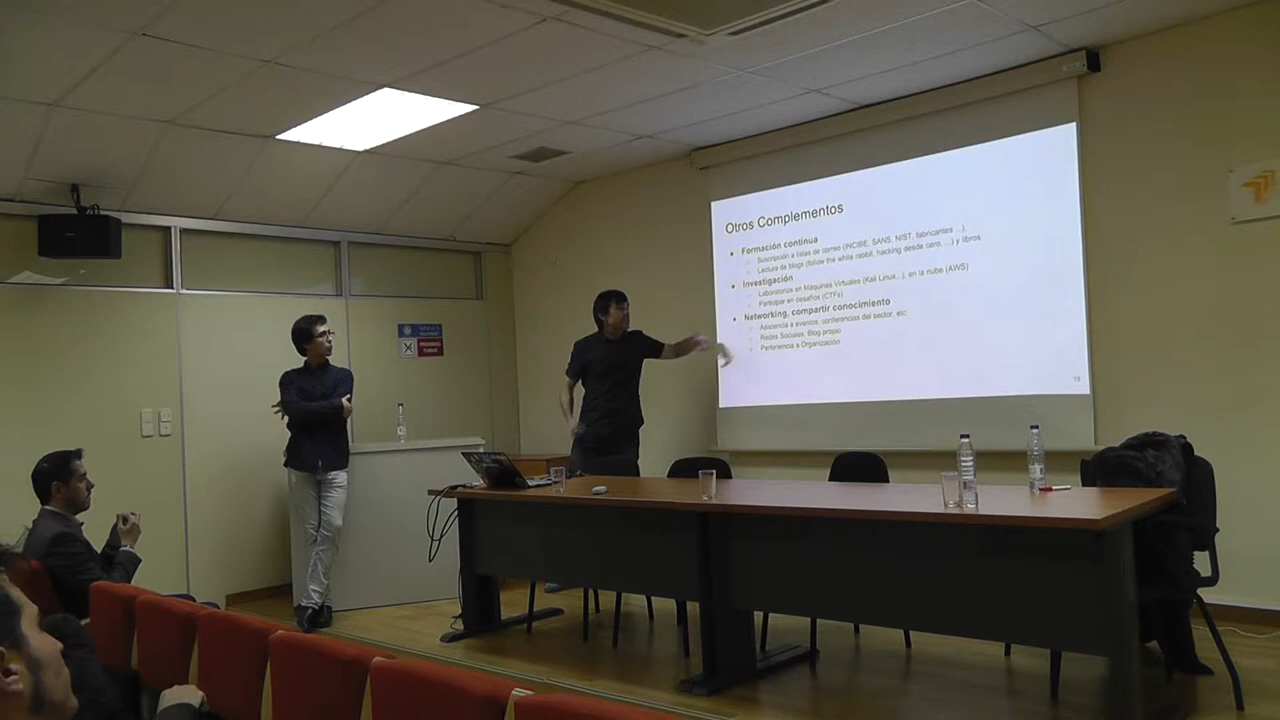 Otros Complementos
● Formación continua
○ Suscripción a listas de correo (INCIBE, SANS, NIST, fabricantes ...),
○ Lectura de blogs (follow the white rabbit, hacking desde cero, ...) y libros
● Investigación
○ Laboratorios en Máquinas Virtuales (Kali Linux...), en la nube (AWS)
○ Participar en desafíos (CTFs)
● Networking, compartir conocimiento
○ Asistencia a eventos, conferencias del sector, etc
○ Redes Sociales, Blog propio
○ Pertenencia a Organización
19